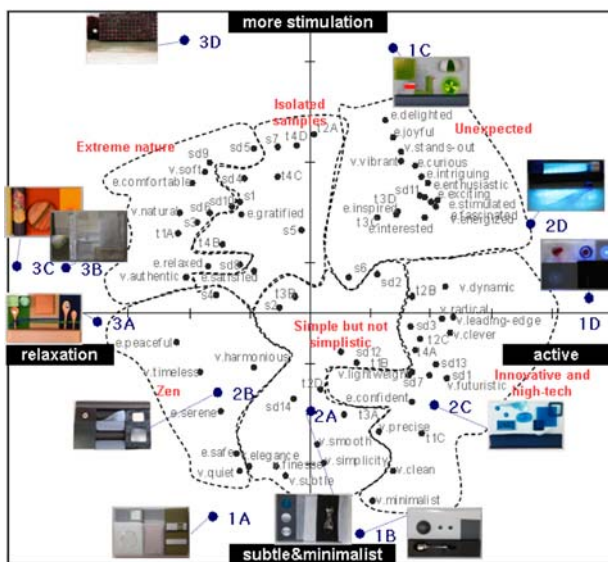 more stimulation
3D
1C
Isolated
samples
t2A
s7 t4D
Extreme nature
sd5
Unexpected
e.delighted
e.joyful
v.stands-out
v.vibrant
sd9
v.soft
sd4
t4C
e.curious
e.intriguing
e.comfortable
e.enthusiastic
s1
sd11
e.exciting
t3D
sd10
e.stimulated
v.natural
sd6
e.gratified
e.inspired
e.fascinated
s3
t3
v.energized
2D
t1A
s5
e.interested
t4B
3C
3B
e.relaxed
sd8
s6
v.authentic
e.satisfied
sd2
v.dynamic
s4
t3B
t2B
1D
s2
v.radical
3A
Simple but not
simplistic
sd3
v.leading-edge
relaxation
e.peaceful
t2C
v.clever
active
v.harmonious
sd12
t4A
t1B
sd13
v.timeless
v.lightweight
sd7
sd1
v.futuristic
Innovative and
high-tech
Zen
2B
t2D
e.confident
sd14
2A
2C
e.serene
t3A
v.precise
t1C
v.smooth
e.safe
v.elegance
e.finesse
v.simplicity
v.quiet
v.subtle
v.clean
v.minimalist
1A
1B
subtle&minimalist